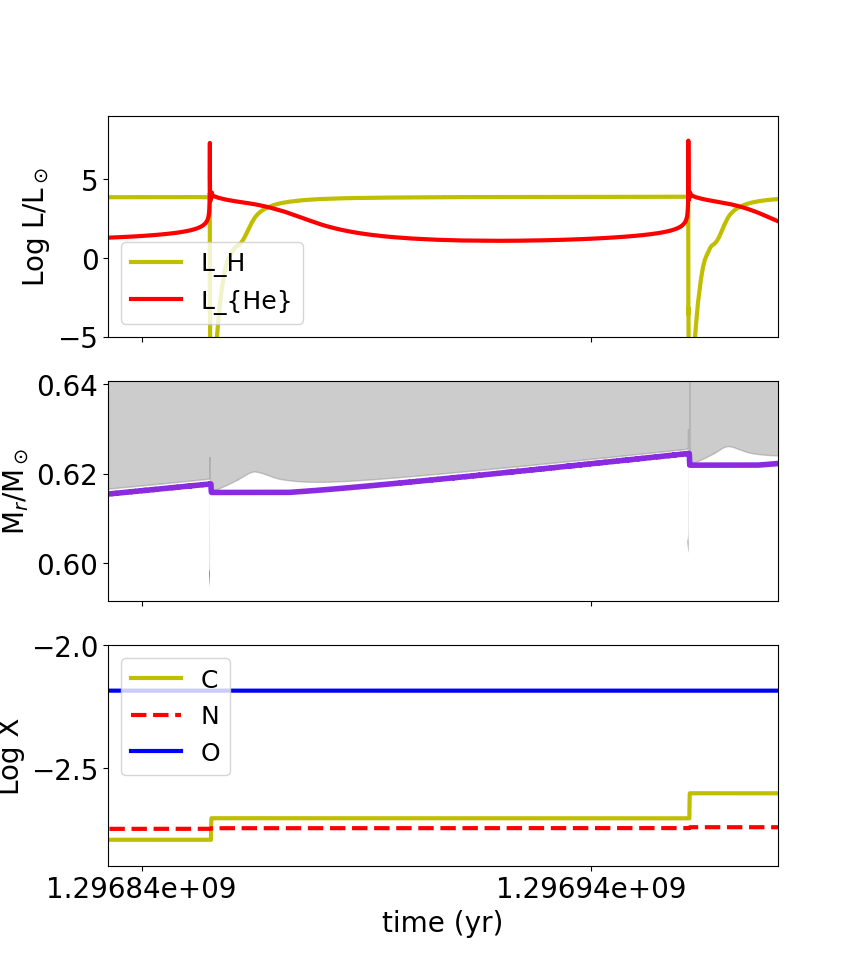 Log L/L⊙
5
0
−5
L_H
L_{He}
Mᵣ/M⊙
0.64
0.62
0.60
Log X
−2.0
−2.5
C
N
O
1.29684e+09
1.29694e+09
time (yr)